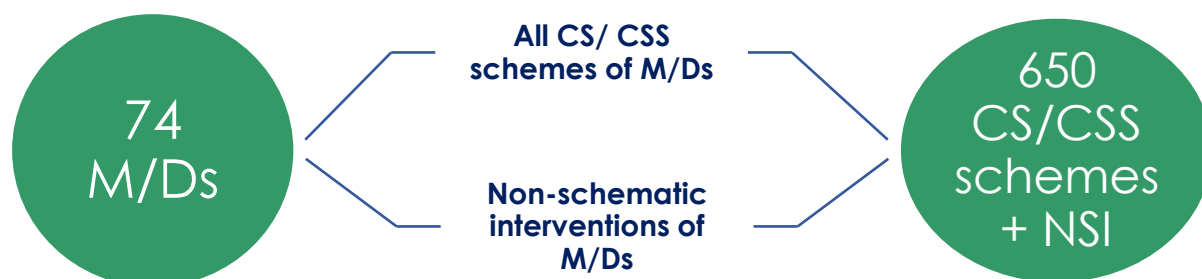 74
M/Ds
All CS/ CSS
schemes of M/Ds
Non-schematic
interventions of
M/Ds
650
CS/CSS
schemes
+ NSI